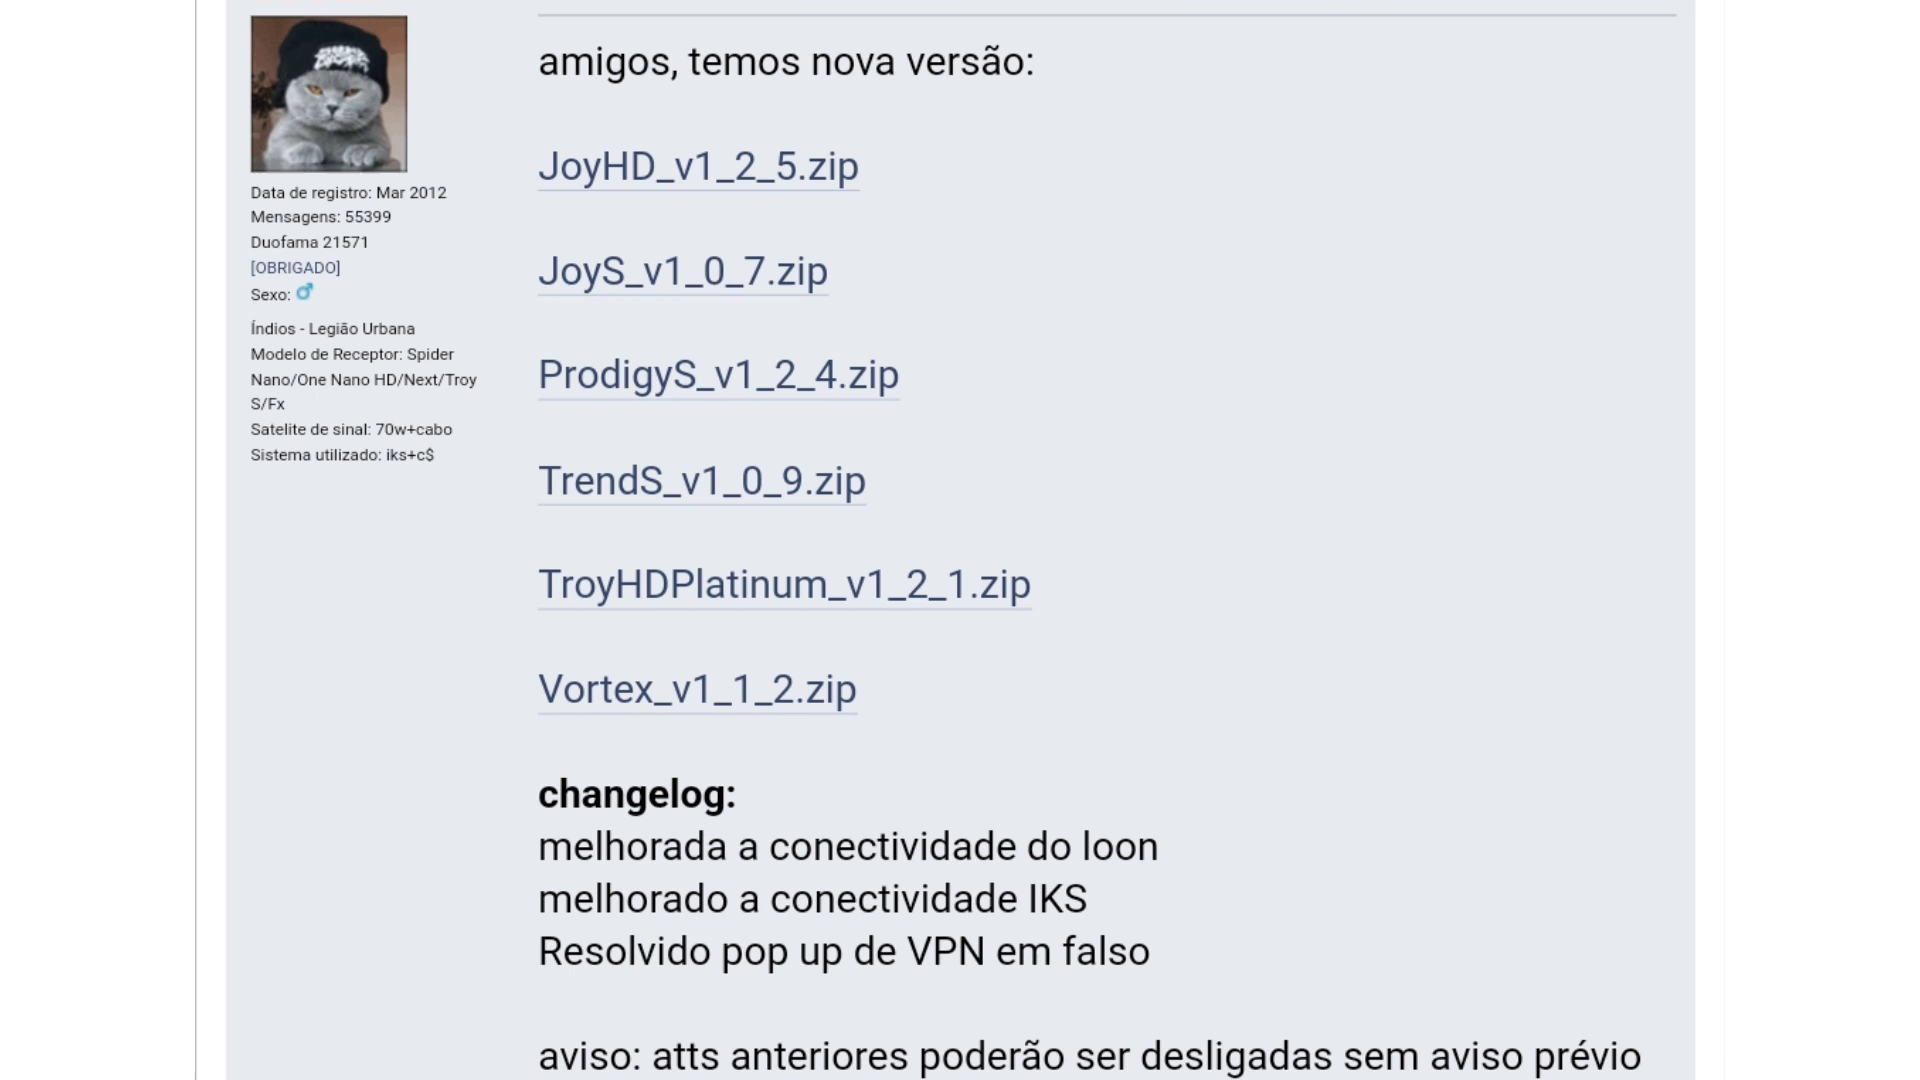 Data de registro: Mar 2012
Mensagens: 55399
Duofama 21571
[OBRIGADO]
Sexo:
Índios - Legião Urbana
Modelo de Receptor: Spider
Nano/One Nano HD/Next/Troy
S/Fx
Satelite de sinal: 70w+cabo
Sistema utilizado: iks+c$
amigos, temos nova versão:
JoyHD_v1_2_5.zip
JoyS_v1_0_7.zip
ProdigyS_v1_2_4.zip
TrendS_v1_0_9.zip
TroyHDPlatinum_v1_2_1.zip
Vortex_v1_1_2.zip
changelog:
melhorada a conectividade do loon
melhorado a conectividade IKS
Resolvido pop up de VPN em falso
aviso: atts anteriores poderão ser desligadas sem aviso prévio